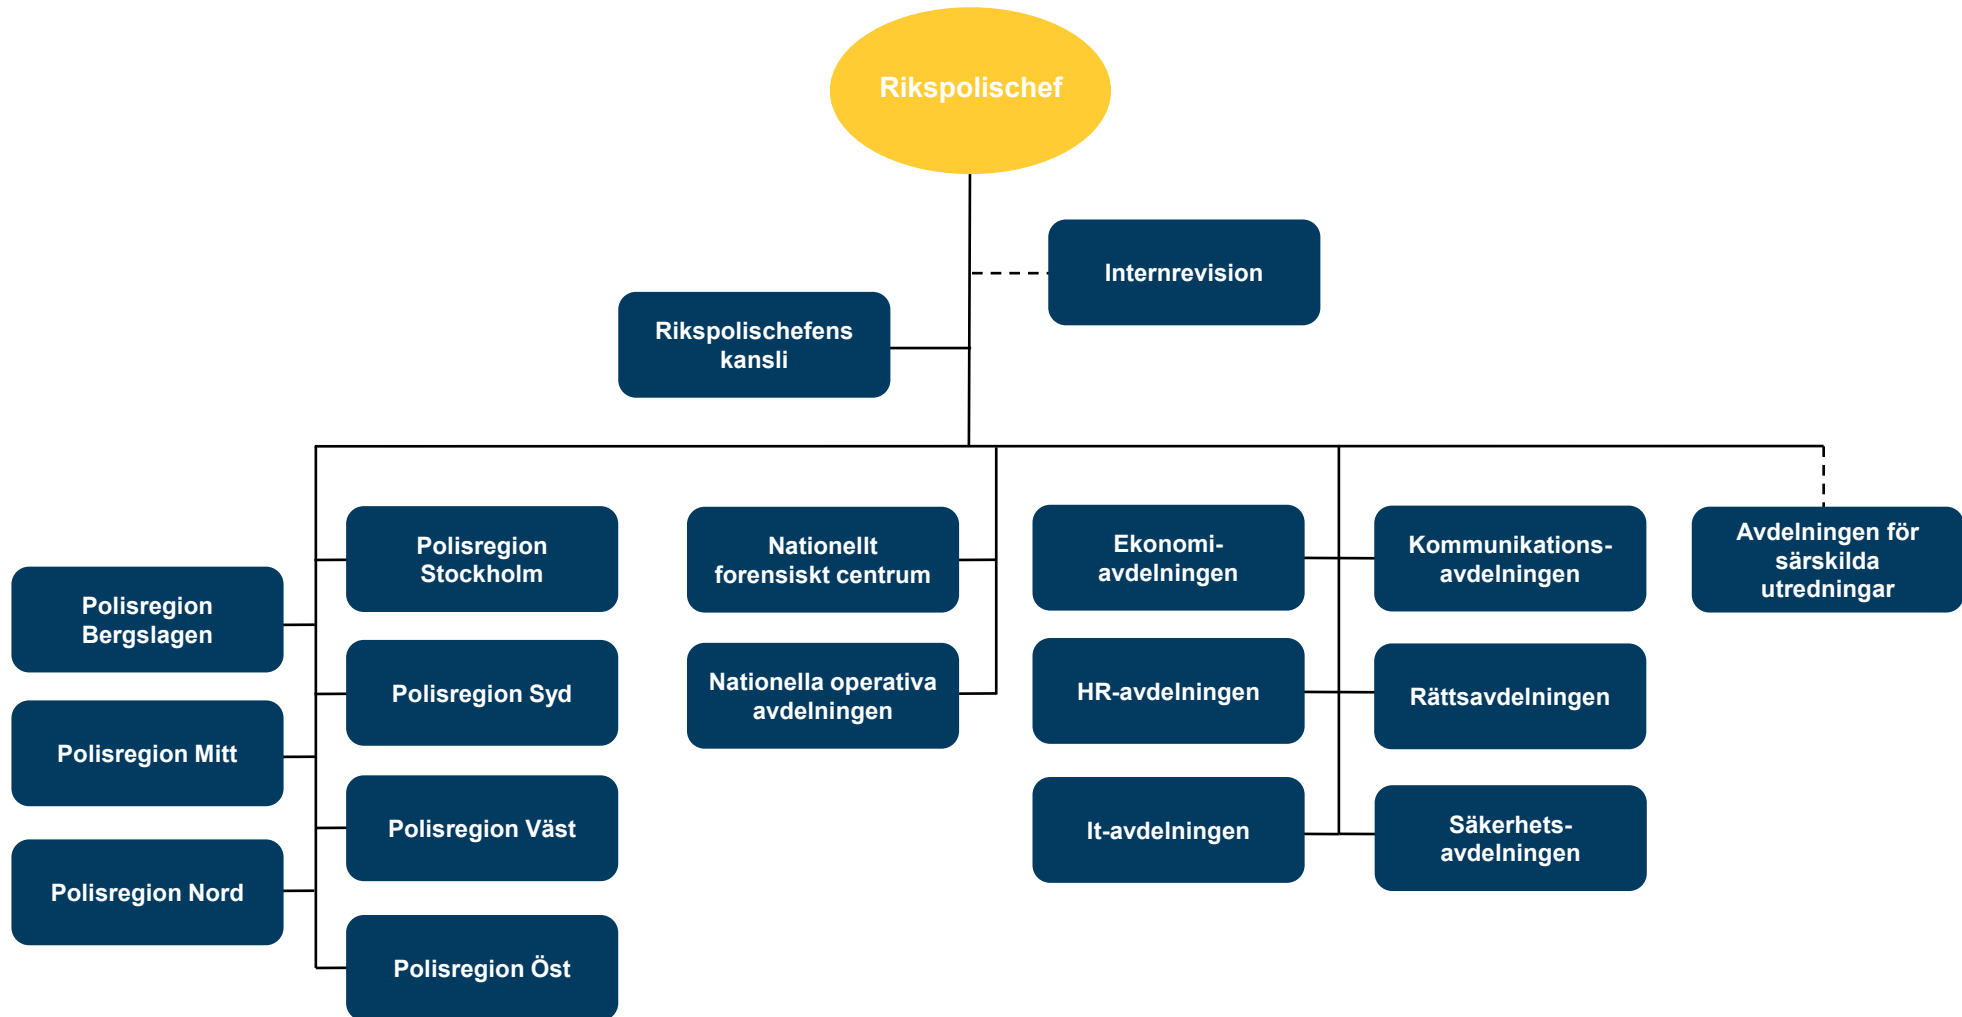 Rikspolischef
Internrevision
Rikspolischefens
kansli
Polisregion
Bergslagen
Polisregion Mitt
Polisregion Nord
Polisregion
Stockholm
Polisregion Syd
Polisregion Väst
Polisregion Öst
Nationellt
forensiskt centrum
Nationella operativa
avdelningen
Ekonomi-
avdelningen
HR-avdelningen
It-avdelningen
Kommunikations-
avdelningen
Rättsavdelningen
Säkerhets-
avdelningen
Avdelningen för
särskilda
utredningar